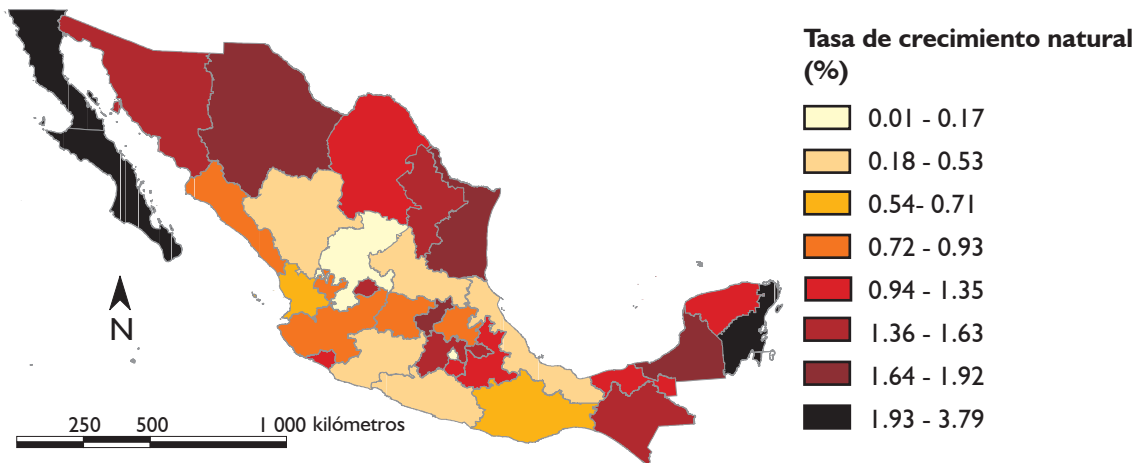 Tasa de crecimiento natural
(%)
0.01 - 0.17
0.18 - 0.53
0.54- 0.71
0.72 - 0.93
0.94 - 1.35
1.36 - 1.63
1.64 - 1.92
1.93 - 3.79
N
250 500 1 000 kilómetros